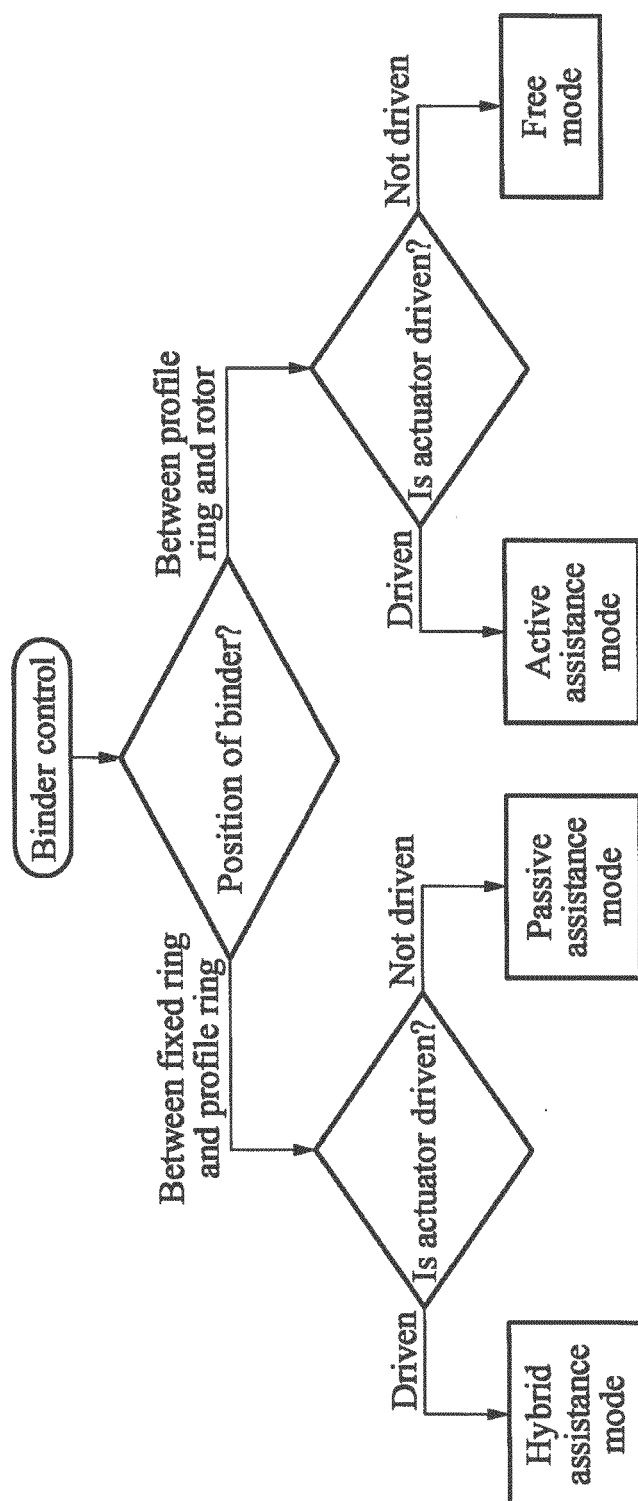 Binder control
Position of binder?
Between fixed ring
and profile ring
Between profile
ring and rotor
Is actuator driven?
Driven
Not driven
Is actuator driven?
Driven
Not driven
Hybrid
assistance
mode
Passive
assistance
mode
Active
assistance
mode
Free
mode